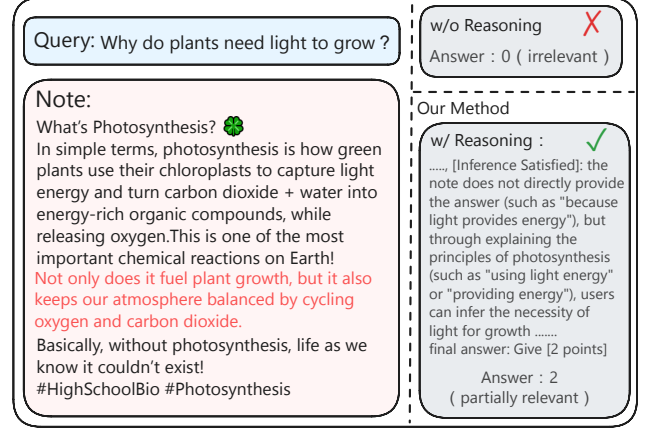 Query: Why do plants need light to grow ?
Note:
What's Photosynthesis?
In simple terms, photosynthesis is how green
plants use their chloroplasts to capture light
energy and turn carbon dioxide + water into
energy-rich organic compounds, while
releasing oxygen.This is one of the most
important chemical reactions on Earth!
Not only does it fuel plant growth, but it also
keeps our atmosphere balanced by cycling
oxygen and carbon dioxide.
Basically, without photosynthesis, life as we
know it couldn't exist!
#HighSchoolBio #Photosynthesis
w/o Reasoning
Answer : 0 ( irrelevant )
Our Method
w/ Reasoning :
....., [Inference Satisfied]: the
note does not directly provide
the answer (such as "because
light provides energy"), but
through explaining the
principles of photosynthesis
(such as "using light energy"
or "providing energy"), users
can infer the necessity of
light for growth .......
final answer: Give [2 points]
Answer : 2
( partially relevant )